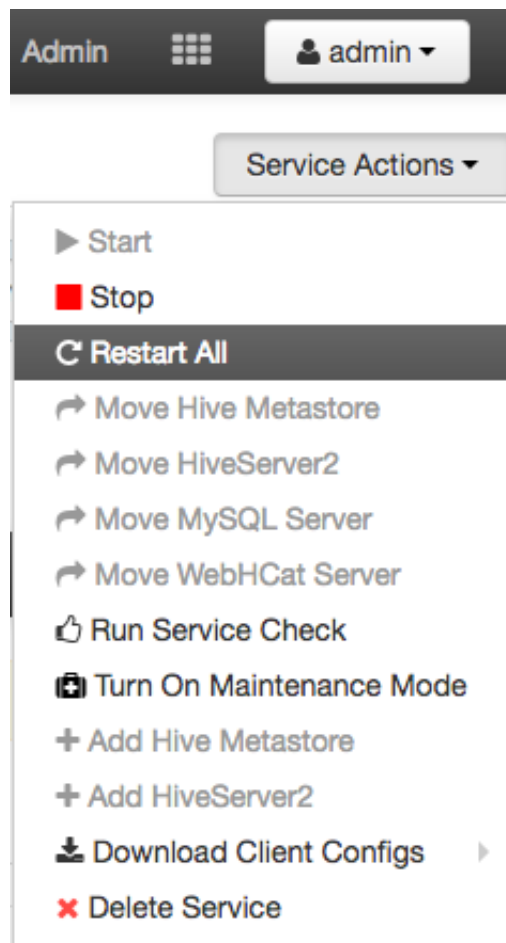 Admin
admin
Service Actions
Start
Stop
Restart All
Move Hive Metastore
Move HiveServer2
Move MySQL Server
Move WebHCat Server
Run Service Check
Turn On Maintenance Mode
Add Hive Metastore
Add HiveServer2
Download Client Configs
Delete Service